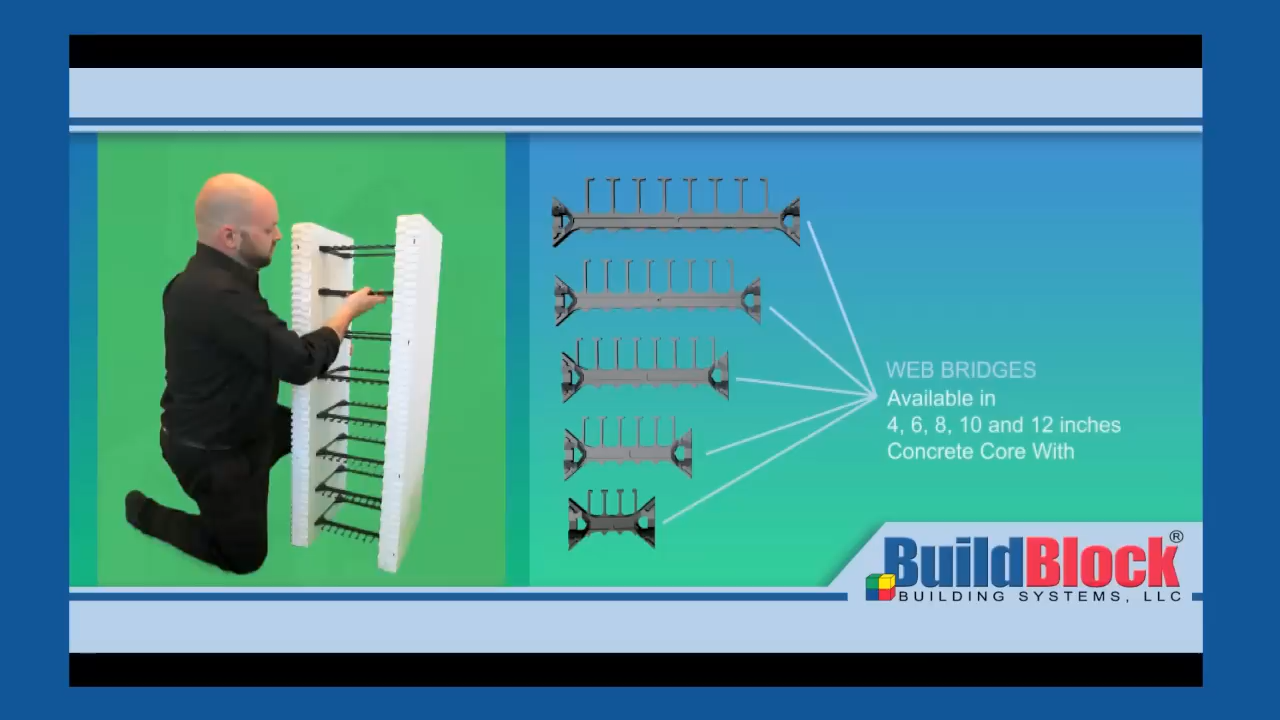 WEB BRIDGES
Available in
4, 6, 8, 10 and 12 inches
Concrete Core With
BuildBlock®
BUILDING SYSTEMS, LLC